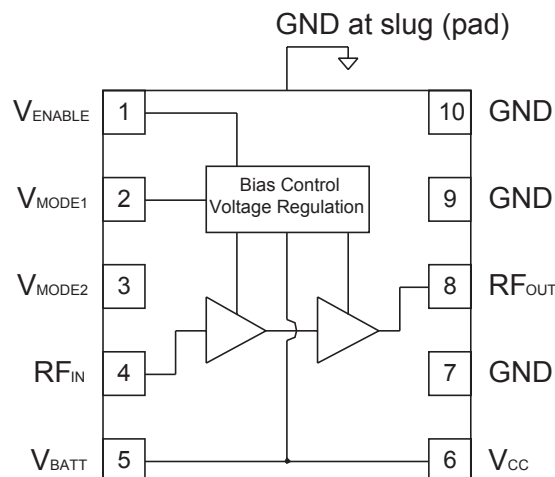 GND at slug (pad)
VENABLE 1
10 GND
VMODE1 2
Bias Control
Voltage Regulation
9 GND
VMODE2 3
8 RFOUT
RFIN 4
7 GND
VBATT 5
6 VCC